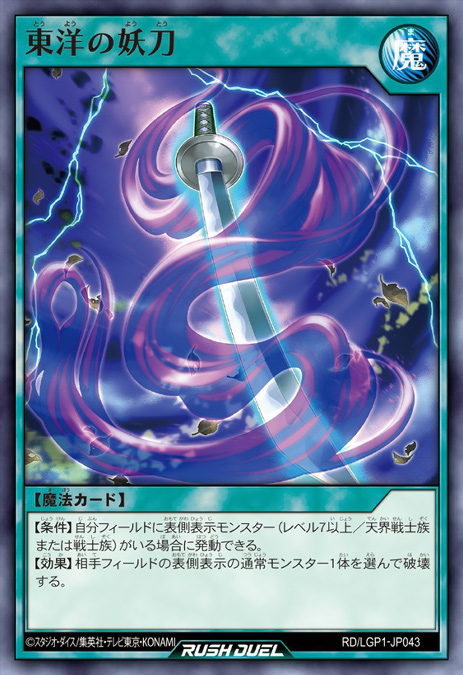 東洋の妖刀
魔
【魔法カード】
【条件】自分フィールドに表側表示モンスター（レベル7以上／天界戦士族
または戦士族）がいる場合に発動できる。
【効果】相手フィールドの表側表示の通常モンスター1体を選んで破壊
する。
©スタジオ・ダイス/集英社・テレビ東京・KONAMI
RUSH DUEL
RD/LGP1-JP043